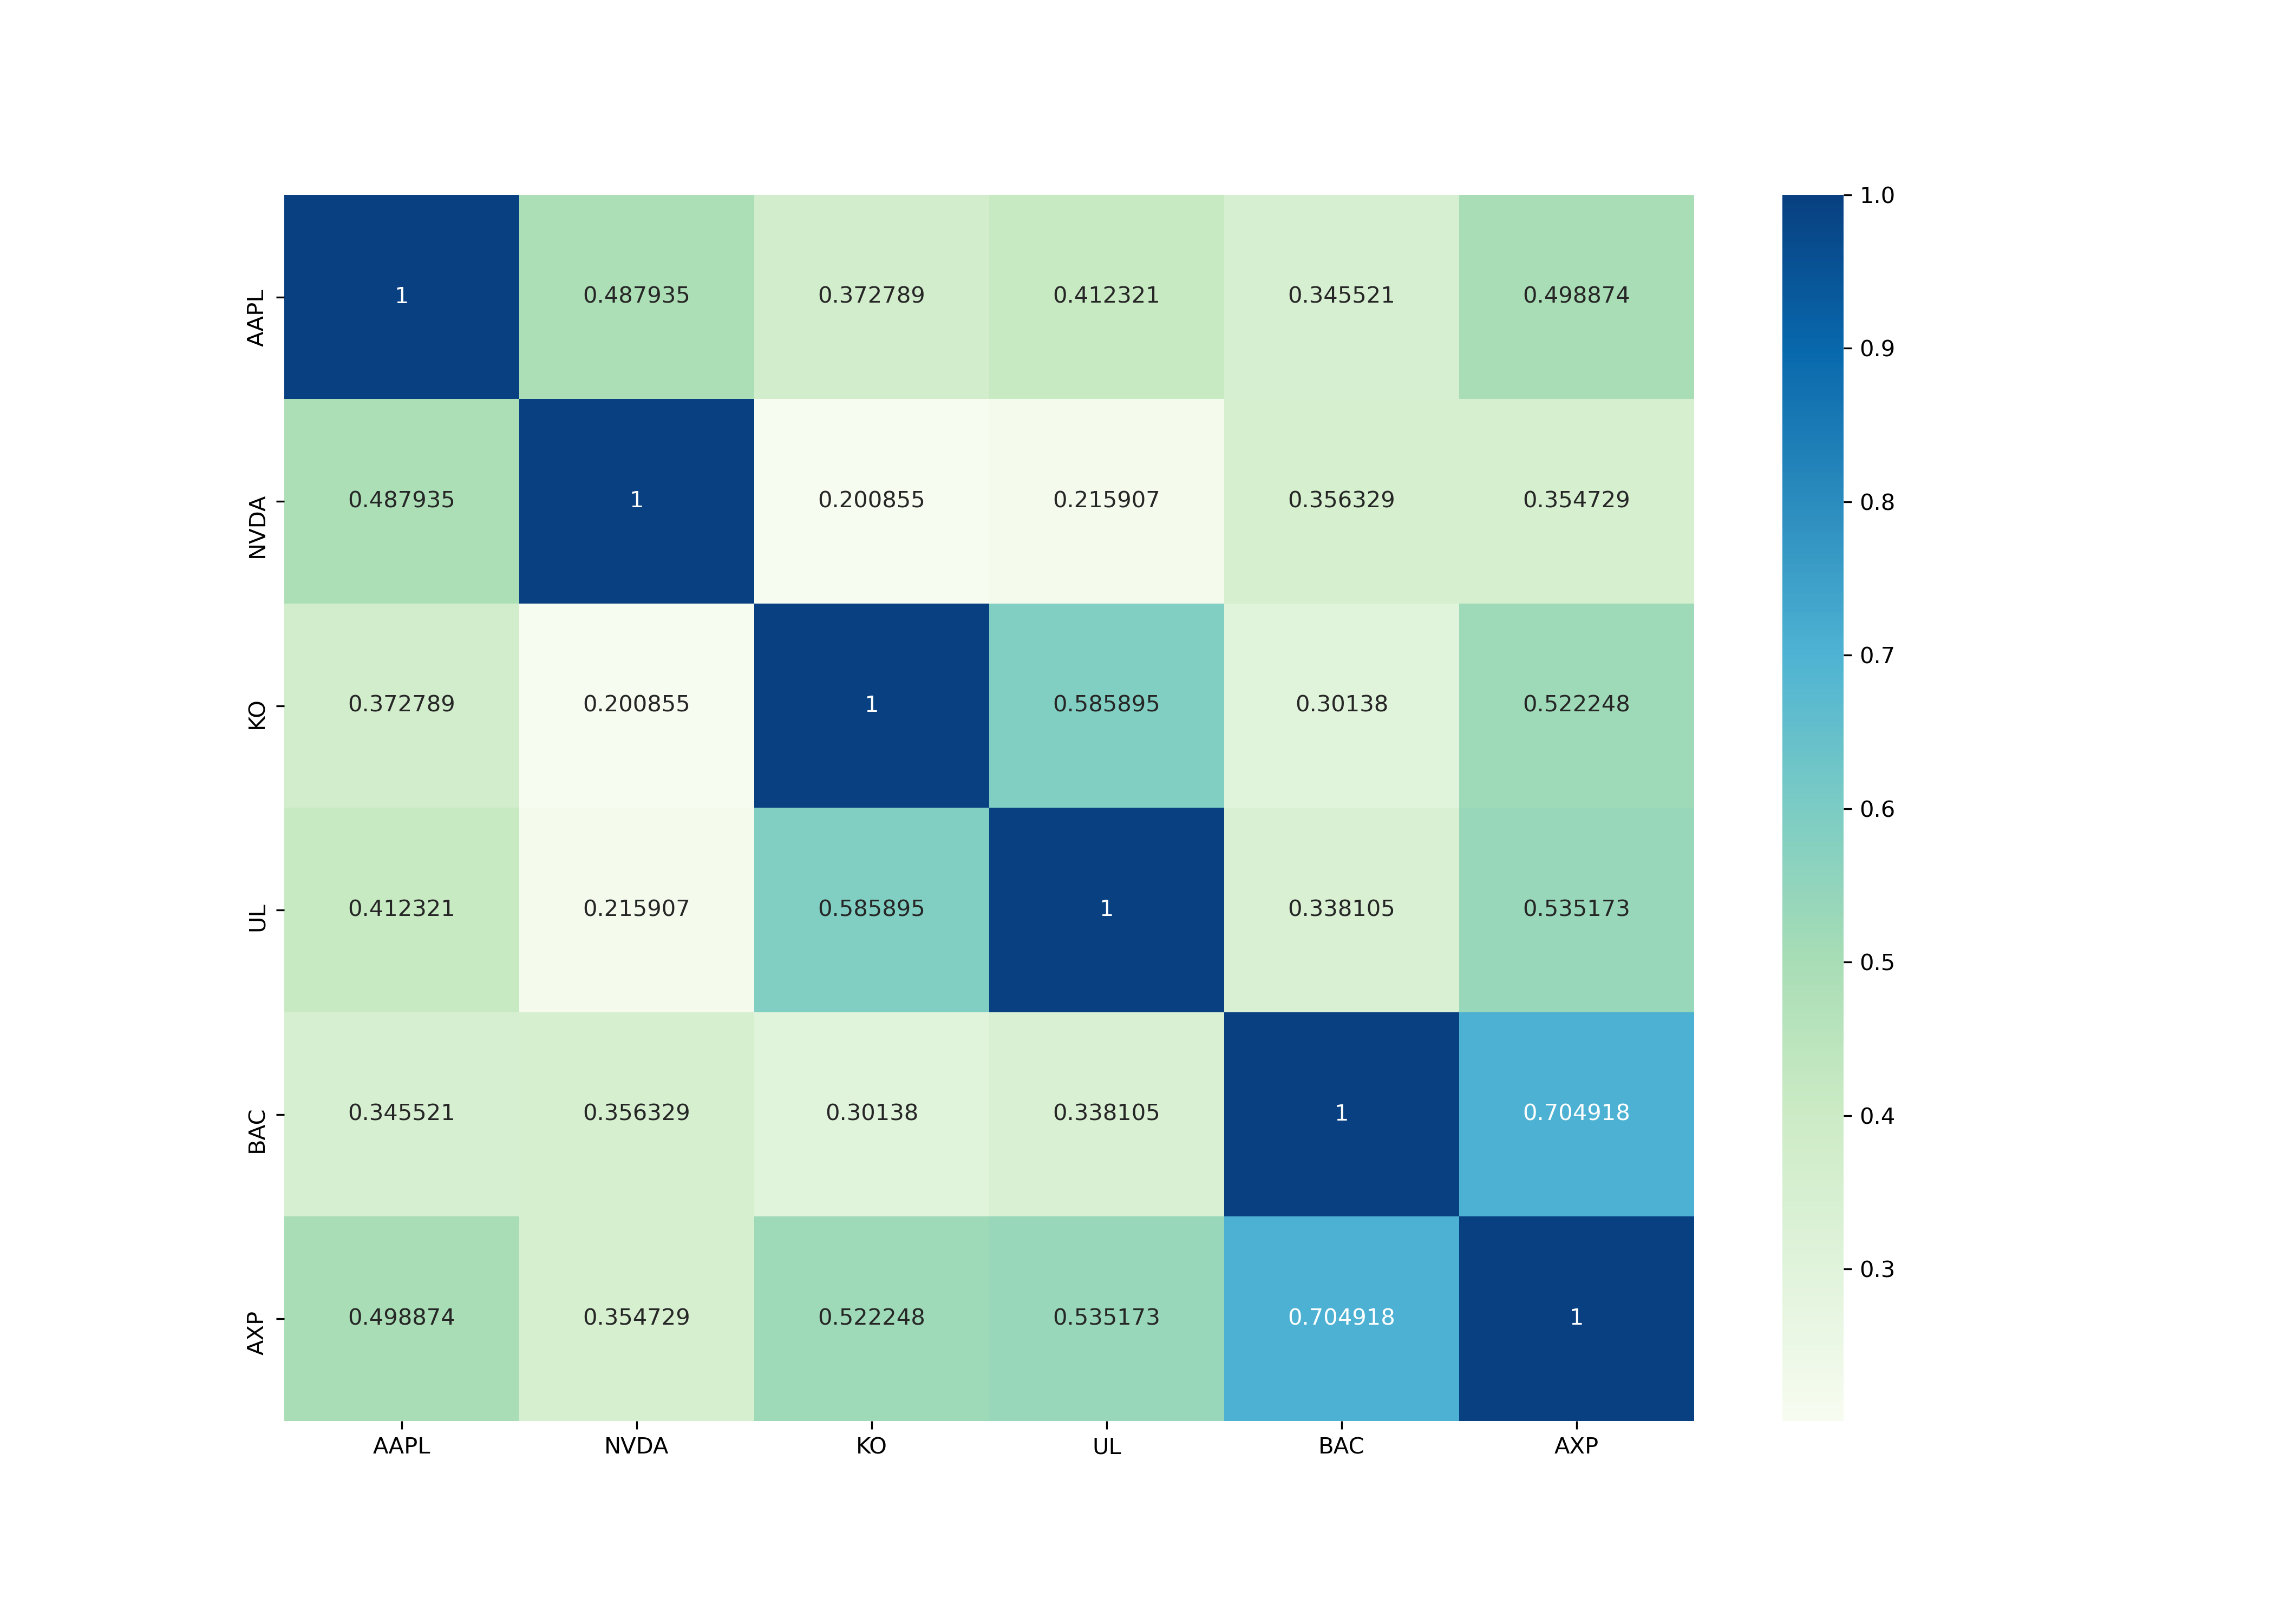 AAPL 1 0.487935 0.372789 0.412321 0.345521 0.498874
NVDA 0.487935 1 0.200855 0.215907 0.356329 0.354729
KO 0.372789 0.200855 1 0.585895 0.30138 0.522248
UL 0.412321 0.215907 0.585895 1 0.338105 0.535173
BAC 0.345521 0.356329 0.30138 0.338105 1 0.704918
AXP 0.498874 0.354729 0.522248 0.535173 0.704918 1
AAPL NVDA KO UL BAC AXP
1.0
0.9
0.8
0.7
0.6
0.5
0.4
0.3